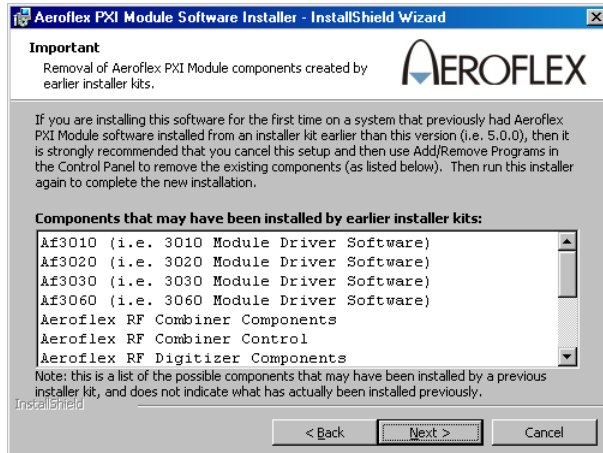 Aeroflex PXI Module Software Installer - InstallShield Wizard
Important
Removal of Aeroflex PXI Module components created by
earlier installer kits.
AEROFLEX
If you are installing this software for the first time on a system that previously had Aeroflex
PXI Module software installed from an installer kit earlier than this version (i.e. 5.0.0), then it
is strongly recommended that you cancel this setup and then use Add/Remove Programs in
the Control Panel to remove the existing components (as listed below). Then run this installer
again to complete the new installation.
Components that may have been installed by earlier installer kits:
Af3010 (i.e. 3010 Module Driver Software)
Af3020 (i.e. 3020 Module Driver Software)
Af3030 (i.e. 3030 Module Driver Software)
Af3060 (i.e. 3060 Module Driver Software)
Aeroflex RF Combiner Components
Aeroflex RF Combiner Control
Aeroflex RF Digitizer Components
Note: this is a list of the possible components that may have been installed by a previous
installer kit, and does not indicate what has actually been installed previously.
InstallShield
< Back
Next >
Cancel